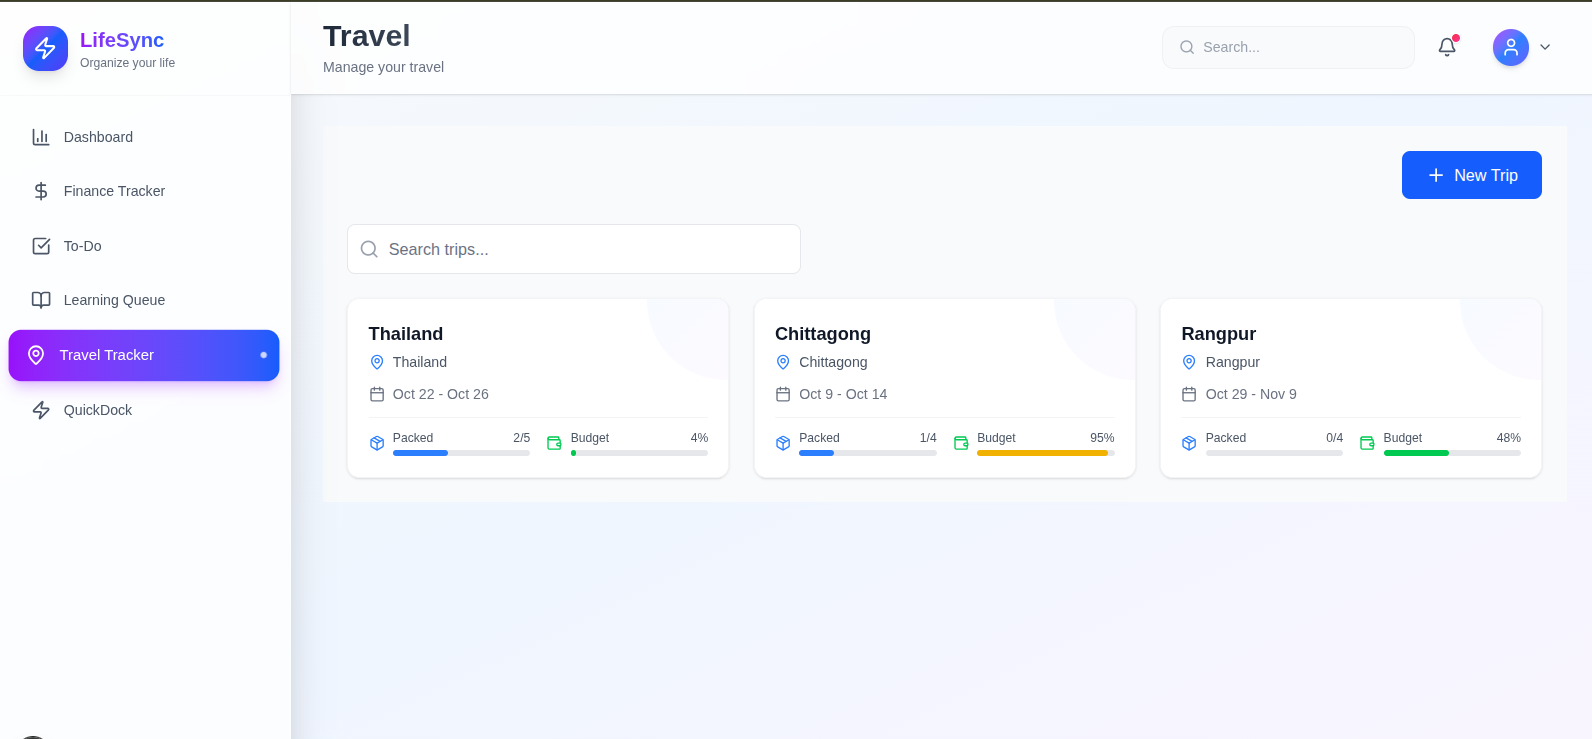 LifeSync
Organize your life
Dashboard
Finance Tracker
To-Do
Learning Queue
Travel Tracker
QuickDock
Travel
Manage your travel
Search...
New Trip
Search trips...
Thailand
Thailand
Oct 22 - Oct 26
Packed 2/5 Budget 4%
Chittagong
Chittagong
Oct 9 - Oct 14
Packed 1/4 Budget 95%
Rangpur
Rangpur
Oct 29 - Nov 9
Packed 0/4 Budget 48%